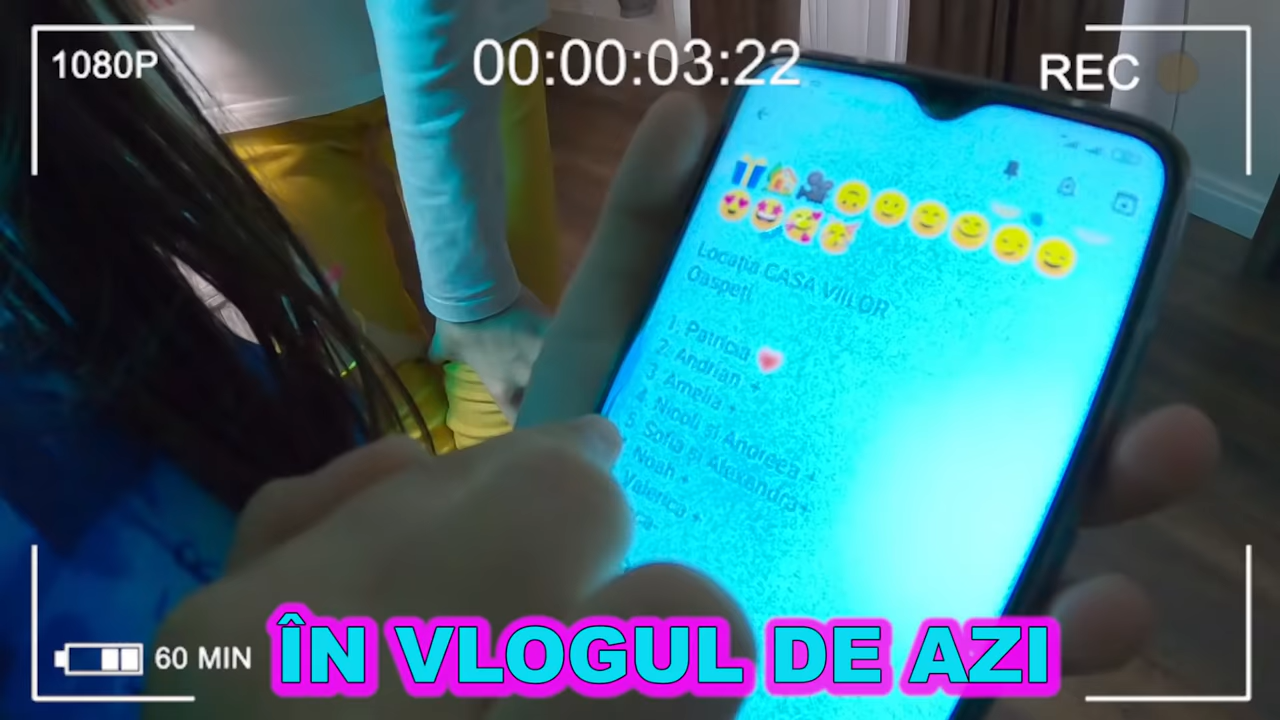 1080P
00:00:03:22
REC
Locația CASA VIILOR
Oaspeți
1. Patricia
2. Andrian +
3. Amelia +
4. Nicoli și Andreea +
5. Sofia și Alexandra+
Noah +
Valerica +
60 MIN
ÎN VLOGUL DE AZI